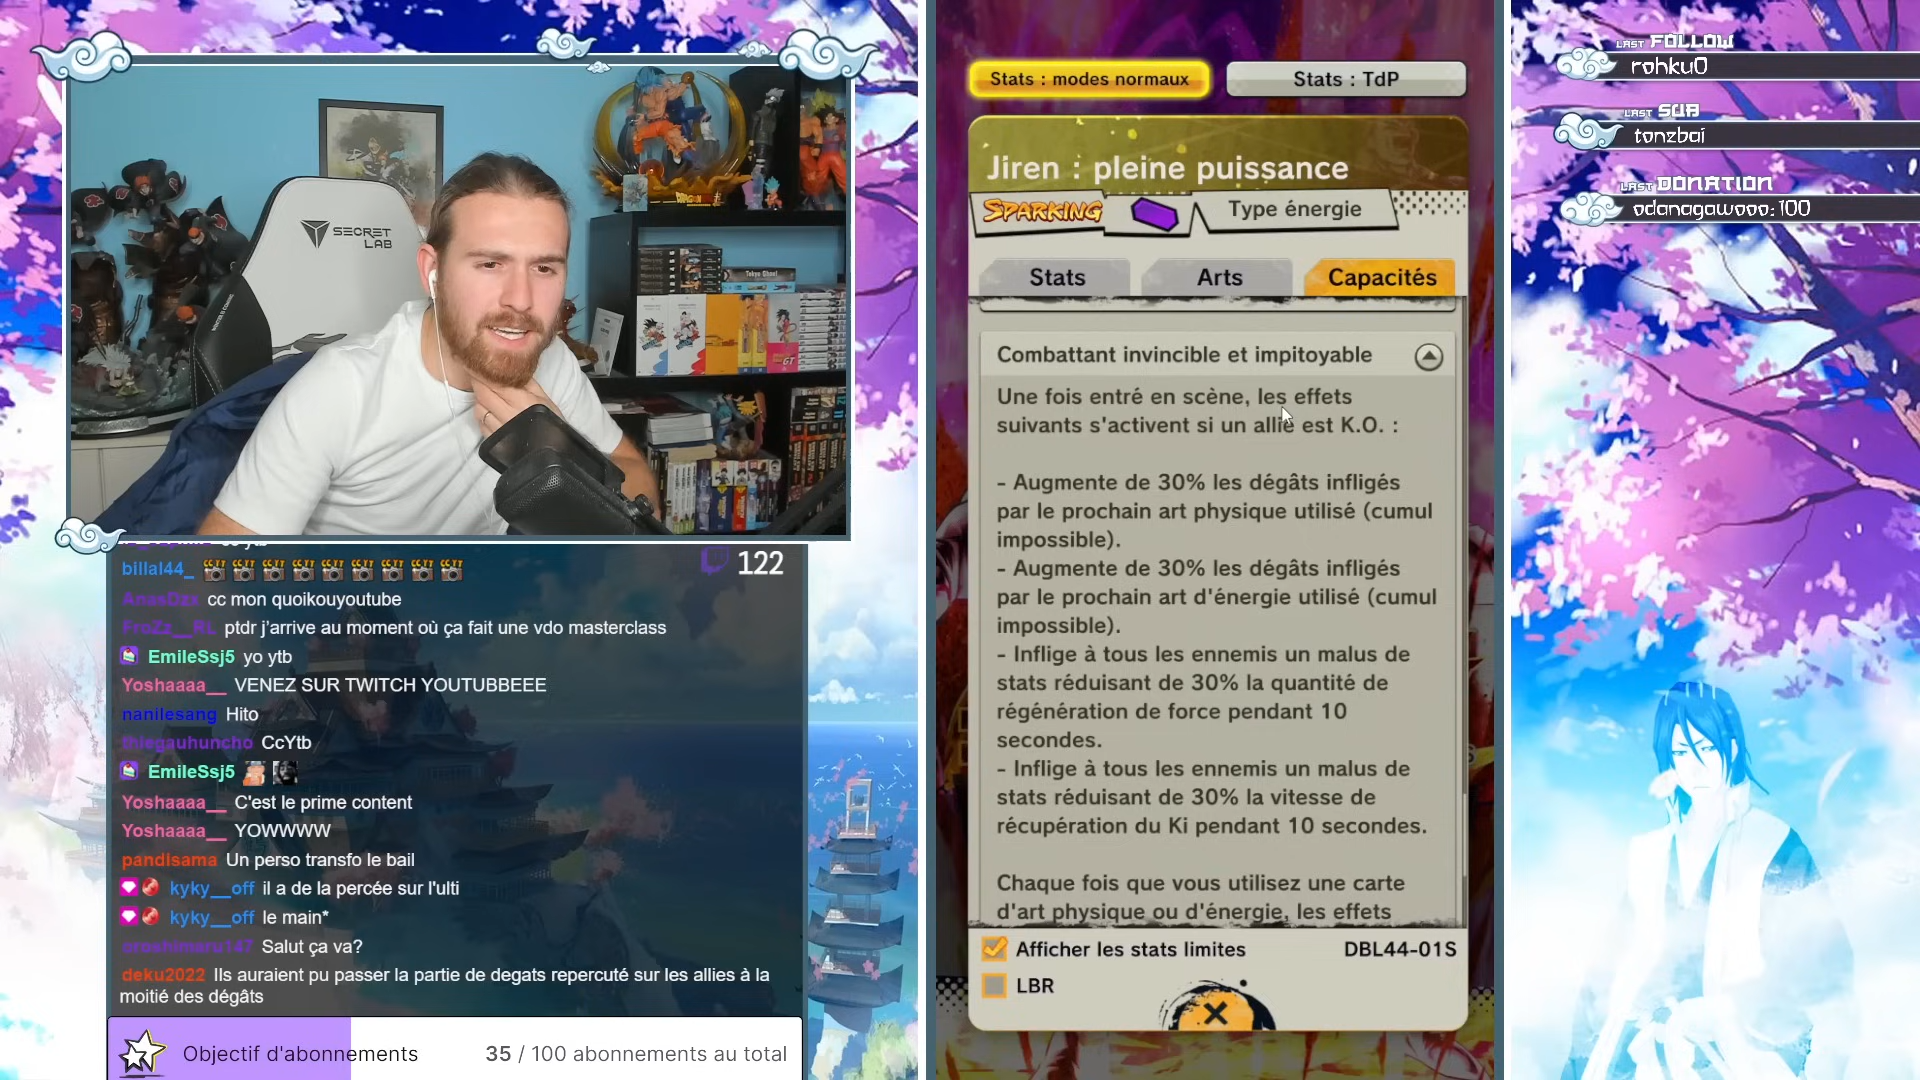 SECRET
LAB
Tokyo Ghoul
GT
122
billal44_
AnasDzx cc mon quoikouyoutube
FroZz__RL ptdr j'arrive au moment où ça fait une vdo masterclass
EmileSsj5 yo ytb
Yoshaaaa__ VENEZ SUR TWITCH YOUTUBBEEE
nanilesang Hito
thiegauhuncho CcYtb
EmileSsj5
Yoshaaaa__ C'est le prime content
Yoshaaaa__ YOWWWW
pandisama Un perso transfo le bail
kyky__off il a de la percée sur l'ulti
kyky__off le main*
oroshimaru147 Salut ça va?
deku2022 Ils auraient pu passer la partie de degats repercuté sur les allies à la
moitié des dégâts
Objectif d'abonnements 35 / 100 abonnements au total
Stats : modes normaux
Stats : TdP
Jiren : pleine puissance
SPARKING
Type énergie
Stats
Arts
Capacités
Combattant invincible et impitoyable
Une fois entré en scène, les effets
suivants s'activent si un allié est K.O. :
- Augmente de 30% les dégâts infligés
par le prochain art physique utilisé (cumul
impossible).
- Augmente de 30% les dégâts infligés
par le prochain art d'énergie utilisé (cumul
impossible).
- Inflige à tous les ennemis un malus de
stats réduisant de 30% la quantité de
régénération de force pendant 10
secondes.
- Inflige à tous les ennemis un malus de
stats réduisant de 30% la vitesse de
récupération du Ki pendant 10 secondes.
Chaque fois que vous utilisez une carte
d'art physique ou d'énergie, les effets
Afficher les stats limites
DBL44-01S
LBR
LAST FOLLOW
rohku0
LAST SUB
tonzbai
LAST DONATION
odanagawooo: 100